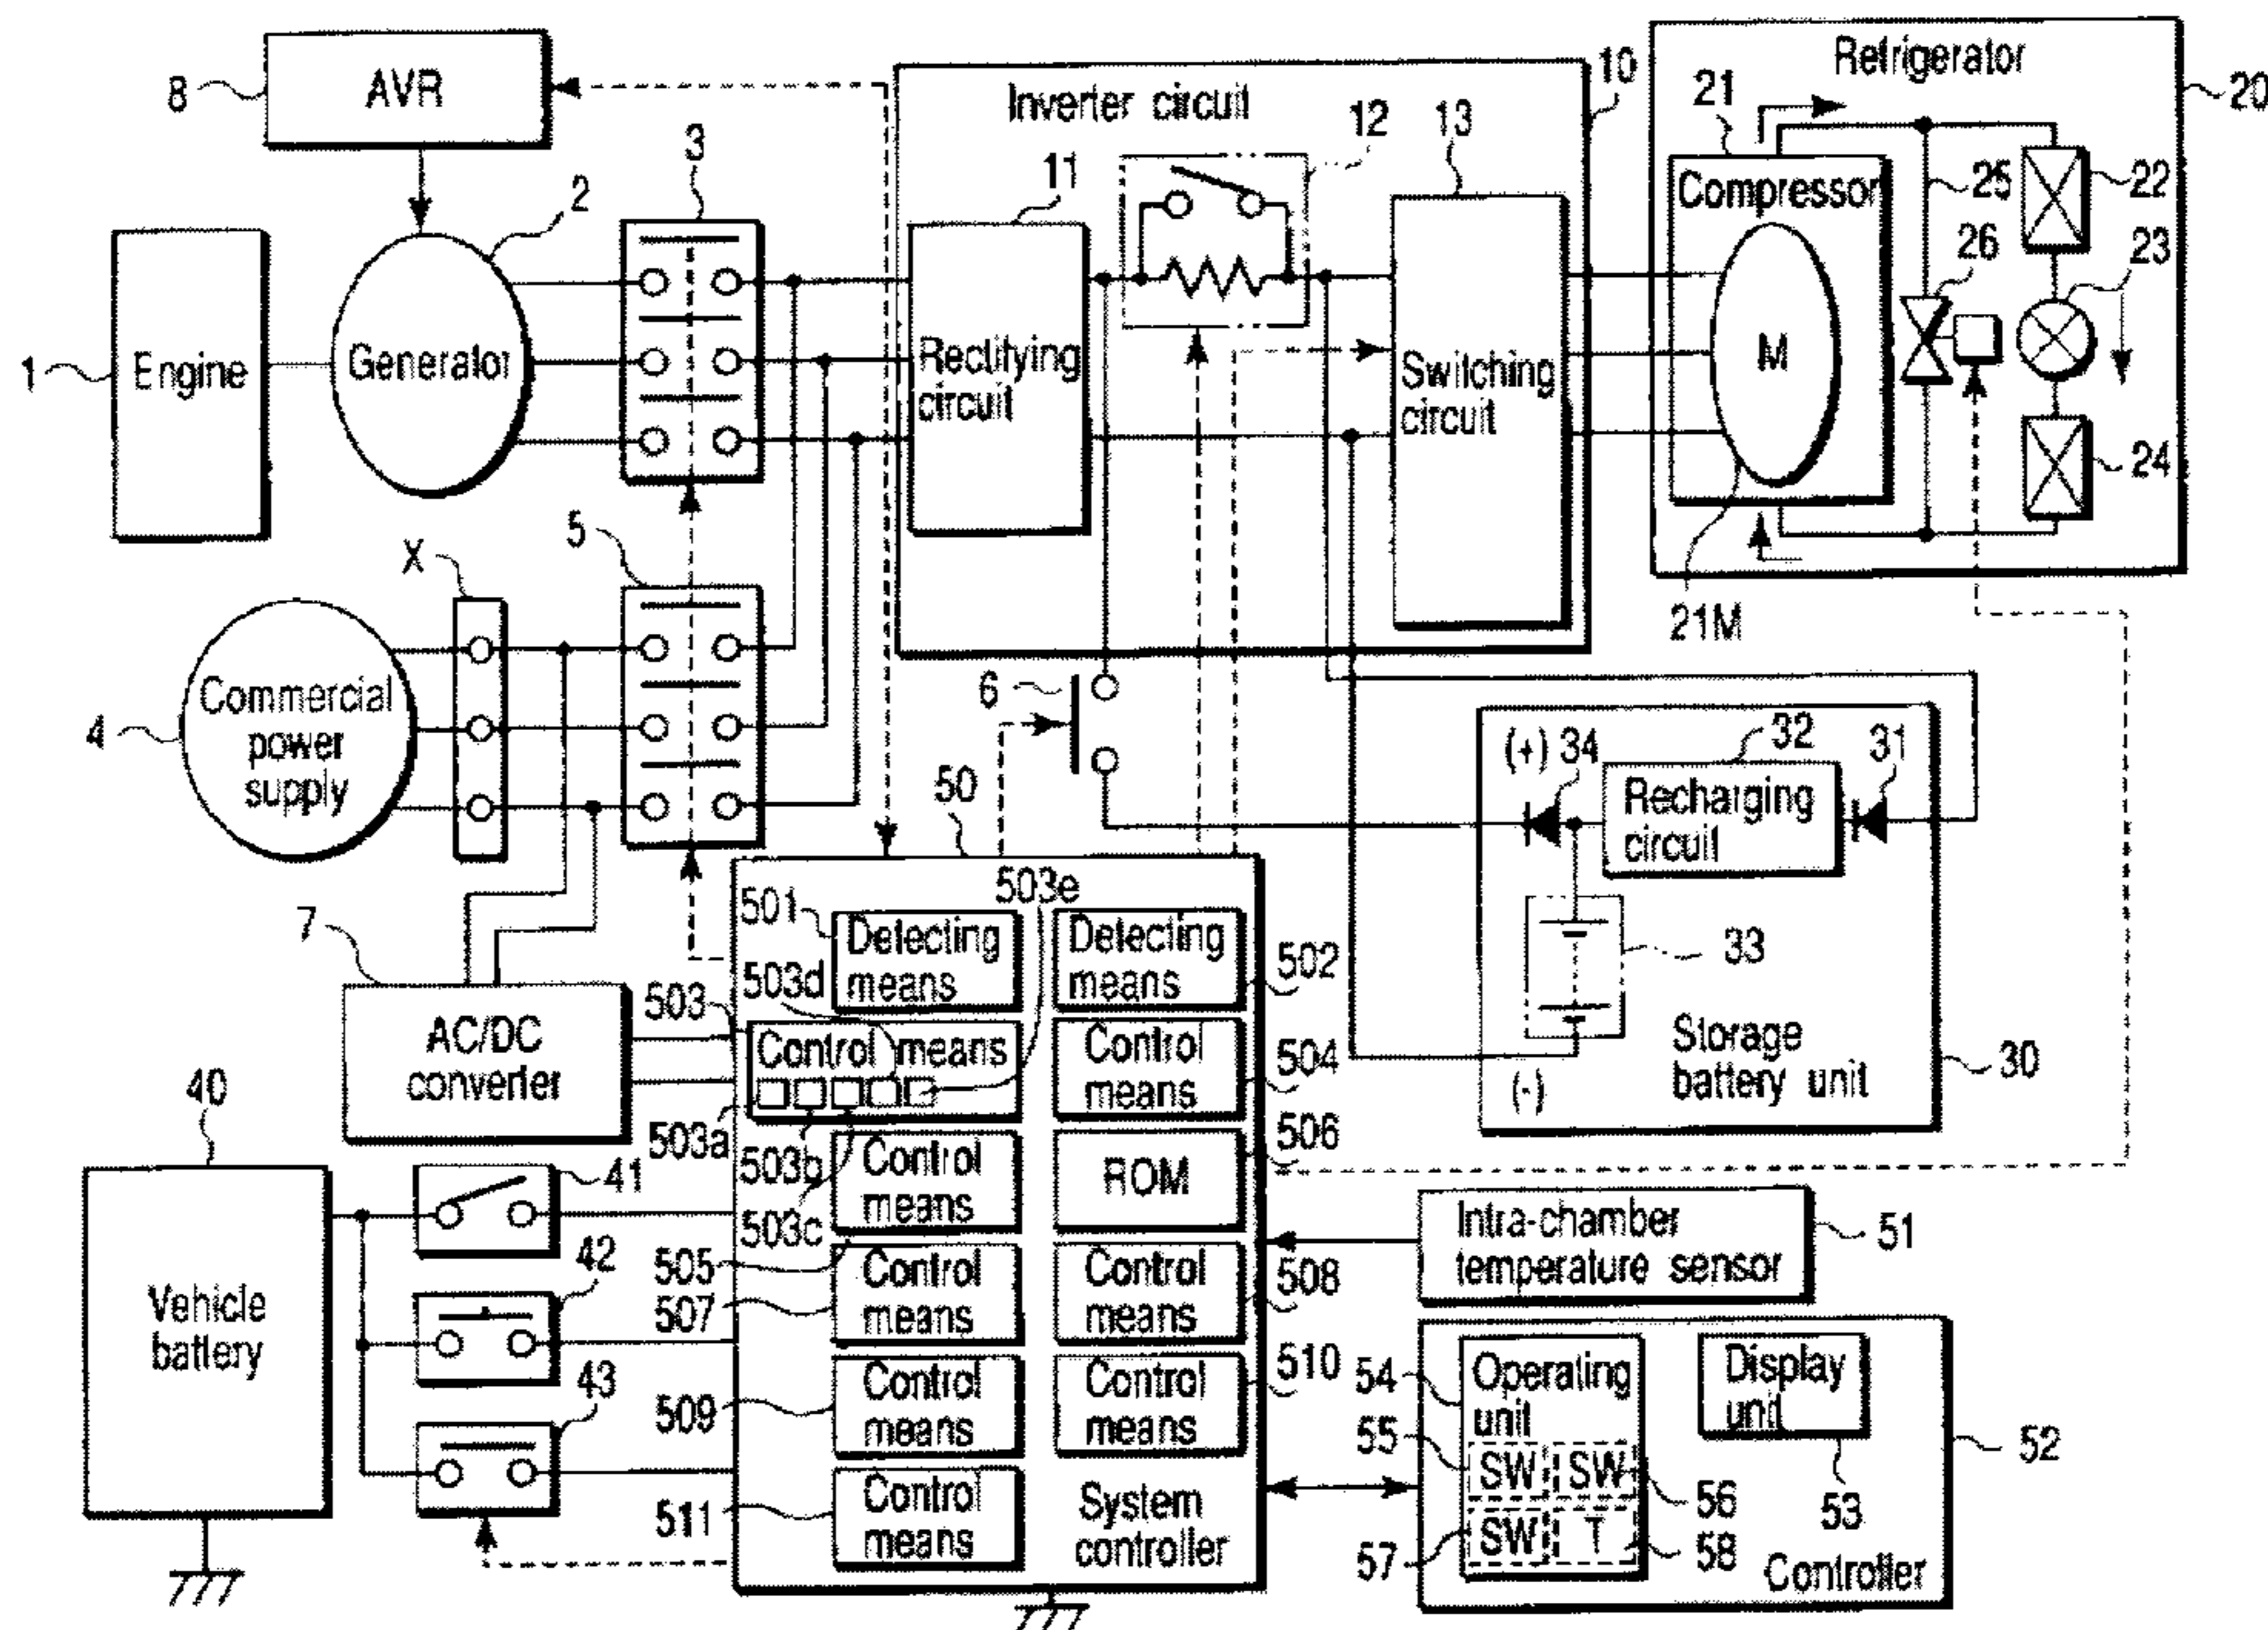 8
AVR
Inverter circuit
10
Refrigerator
20
21
12
13
3
2
11
Compressor
25
22
26
23
Engine
1
Generator
Rectifying
circuit
Switching
circuit
M
24
5
X
21M
Commercial
power
supply
4
6
(+)
34
32
31
Recharging
circuit
50
503e
501
Detecting
means
Detecting
means
502
33
7
503
503d
AC/DC
converter
Control means
Control
means
504
Storage
battery unit
30
(-)
40
503a
503b
503c
Control
means
506
ROM
41
Intra-chamber
temperature sensor
51
42
505
507
Control
means
Control
means
508
Vehicle
battery
43
509
Control
means
Control
means
510
54
Operating
unit
Display
unit
52
55
SW
SW
56
53
511
Control
means
System
controller
57
SW
T
58
Controller